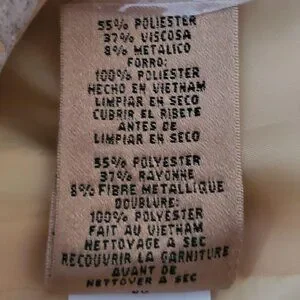 55% POLIESTER
37% VISCOSA
8% METALICO
FORRO:
100% POLIESTER
HECHO EN VIETNAM
LIMPIAR EN SECO
CUBRIR EL RIBETE
ANTES DE
LIMPIAR EN SECO
55% POLYESTER
37% RAYONNE
8% FIBRE METALLIQUE
DOUBLURE:
100% POLYESTER
FAIT AU VIETNAM
NETTOYAGE A SEC
RECOUVRIR LA GARNITURE
AVANT DE
NETTOYER A SEC